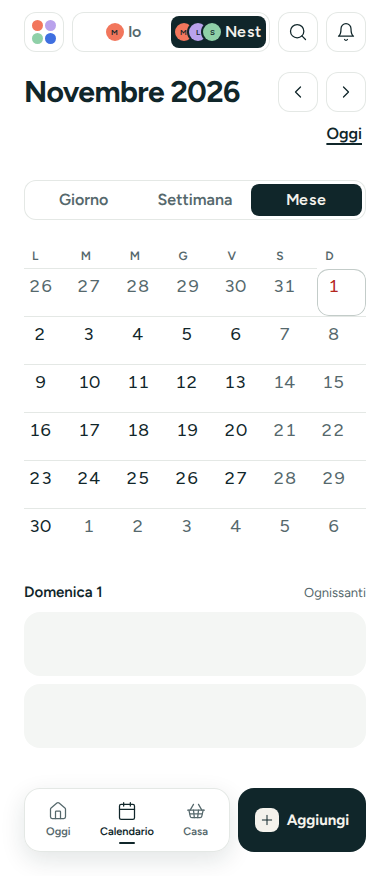 M Io M L S Nest
Novembre 2026
Oggi
Giorno Settimana Mese
L M M G V S D
26 27 28 29 30 31 1
2 3 4 5 6 7 8
9 10 11 12 13 14 15
16 17 18 19 20 21 22
23 24 25 26 27 28 29
30 1 2 3 4 5 6
Domenica 1 Ognissanti
Oggi Calendario Casa Aggiungi